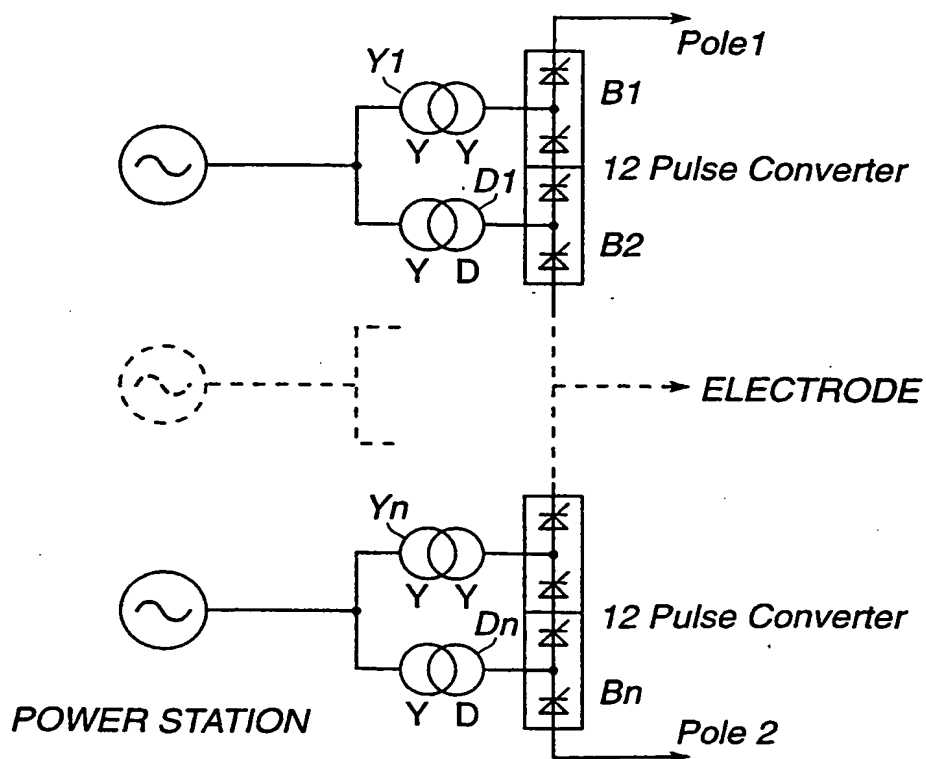 Pole1
Y1
B1
Y Y
12 Pulse Converter
D1
B2
Y D
ELECTRODE
Yn
Y Y
12 Pulse Converter
Dn
Bn
Y D
POWER STATION
Pole 2